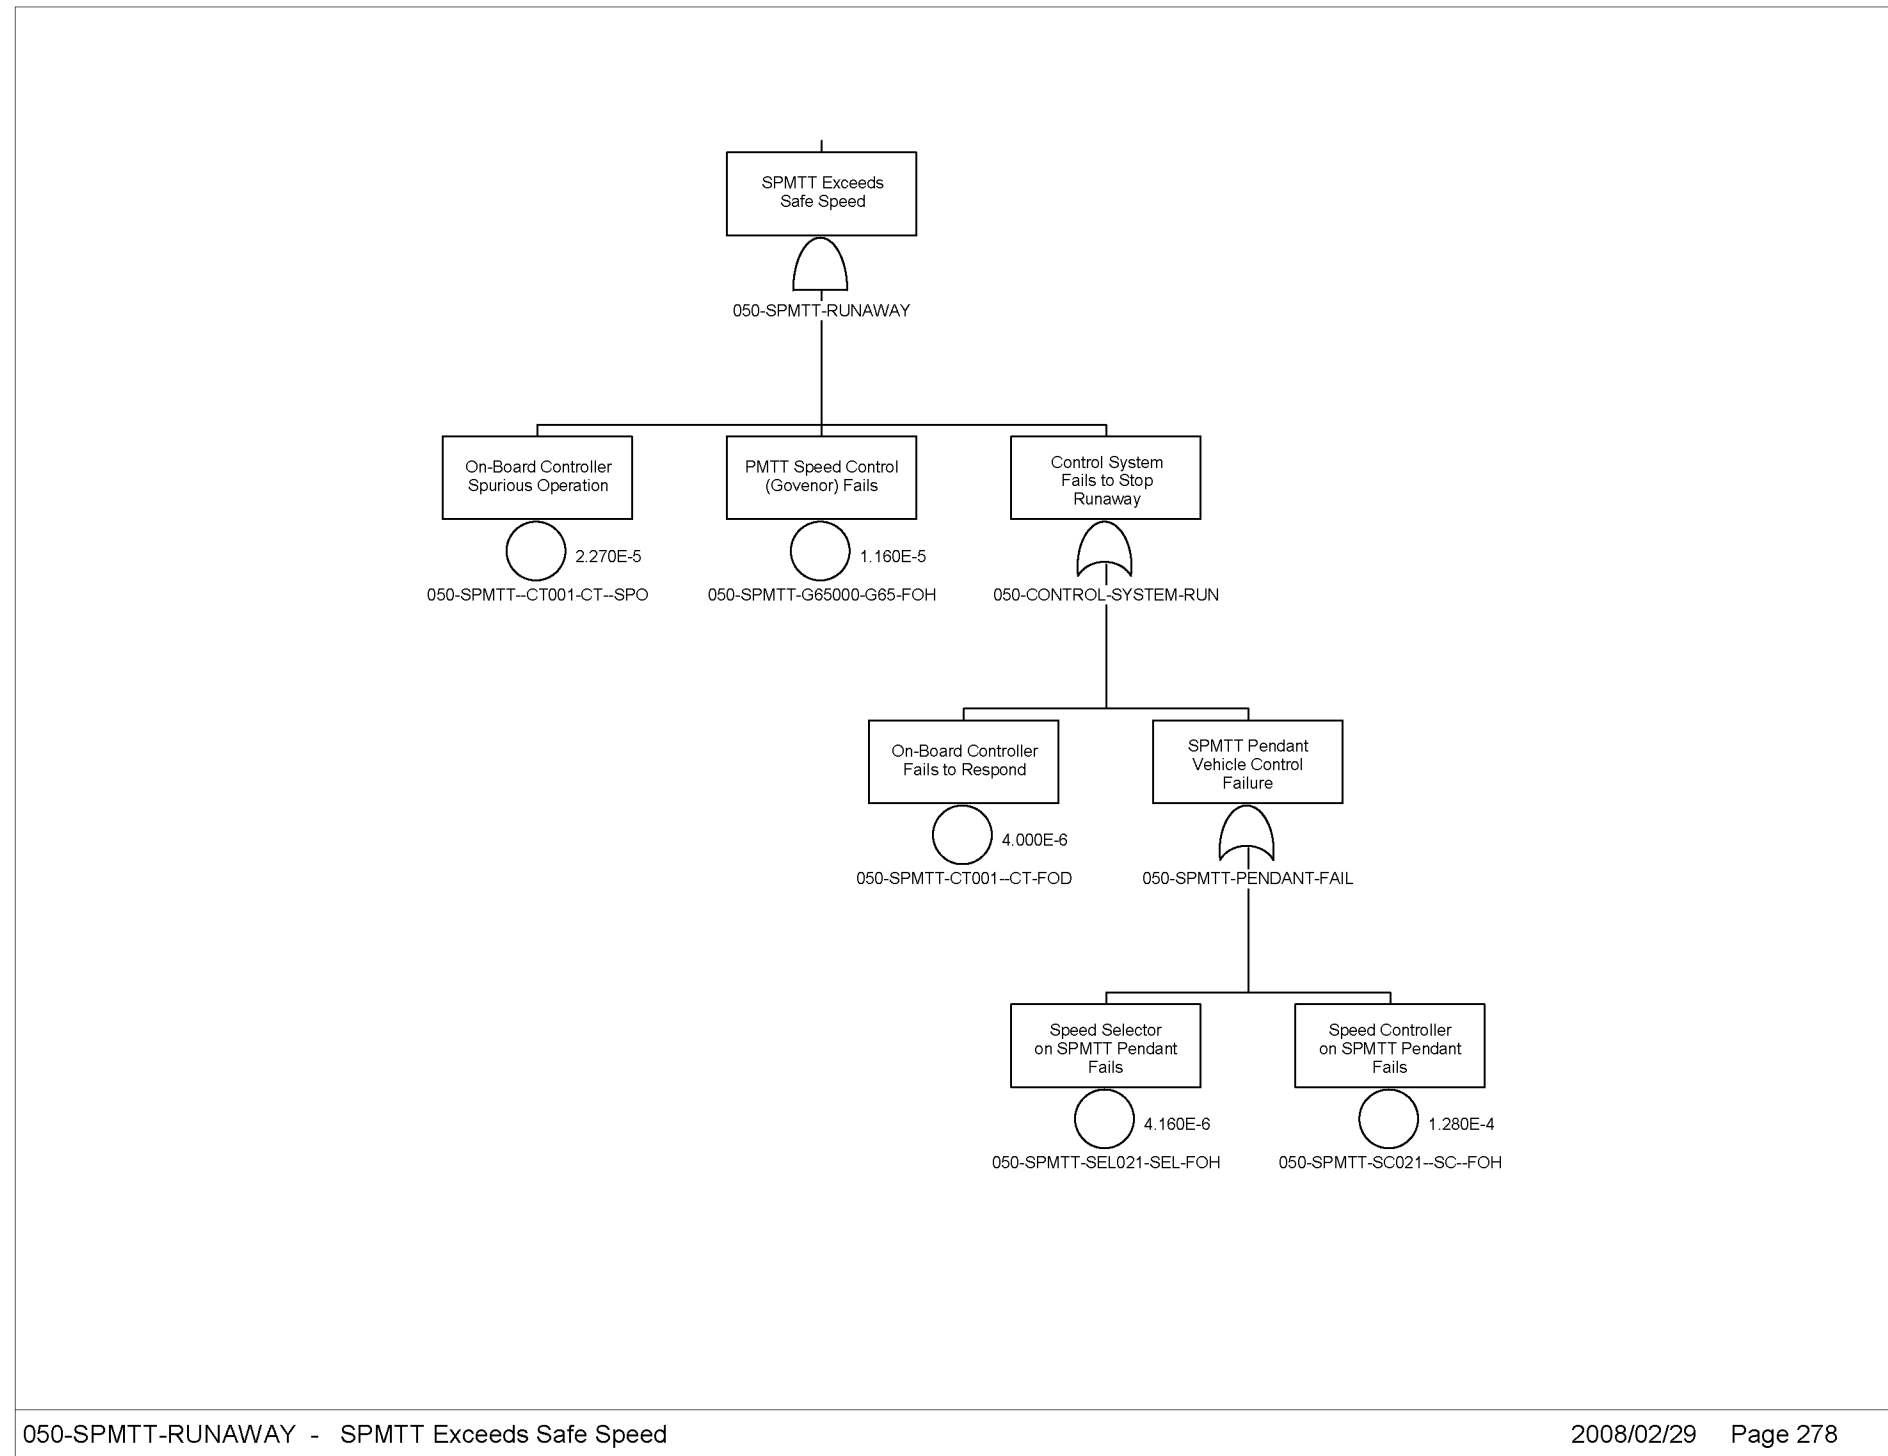 SPMTT Exceeds
Safe Speed
050-SPMTT-RUNAWAY
On-Board Controller
Spurious Operation
2.270E-5
050-SPMTT--CT001-CT--SPO
PMTT Speed Control
(Govenor) Fails
1.160E-5
050-SPMTT-G65000-G65-FOH
Control System
Fails to Stop
Runaway
050-CONTROL-SYSTEM-RUN
On-Board Controller
Fails to Respond
4.000E-6
050-SPMTT-CT001--CT-FOD
SPMTT Pendant
Vehicle Control
Failure
050-SPMTT-PENDANT-FAIL
Speed Selector
on SPMTT Pendant
Fails
4.160E-6
050-SPMTT-SEL021-SEL-FOH
Speed Controller
on SPMTT Pendant
Fails
1.280E-4
050-SPMTT-SC021--SC--FOH
050-SPMTT-RUNAWAY - SPMTT Exceeds Safe Speed
2008/02/29 Page 278